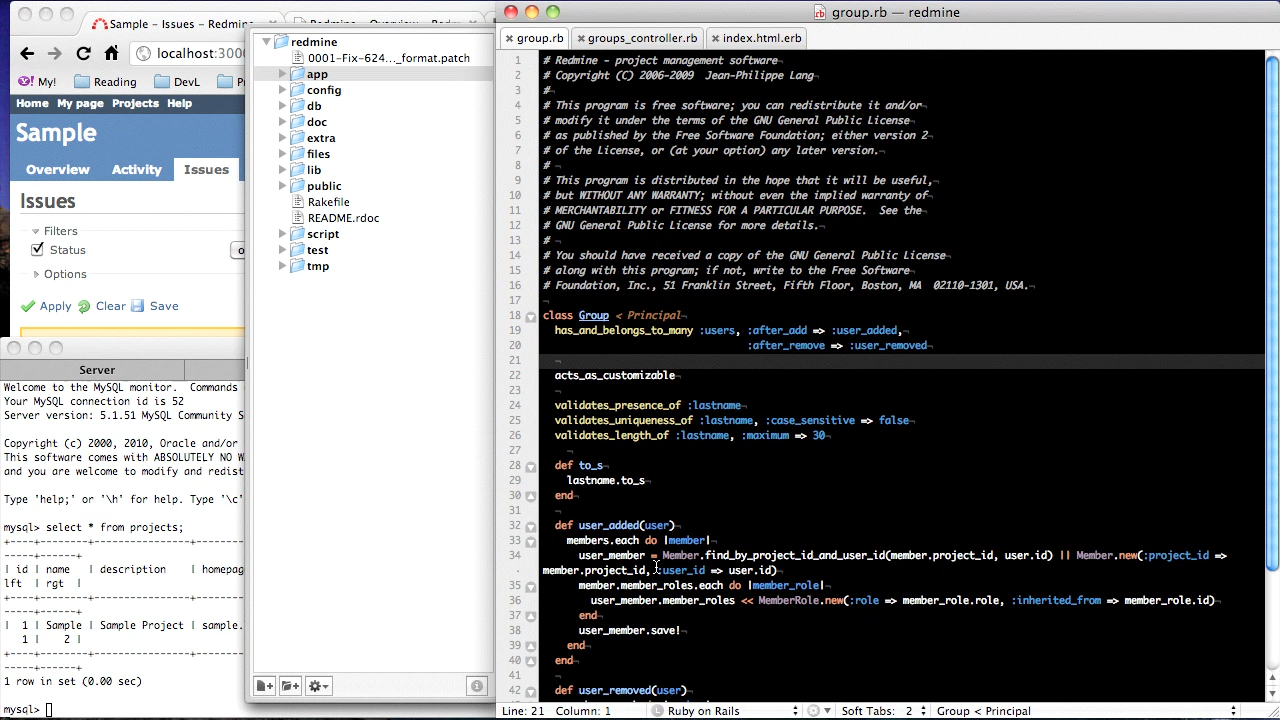 Sample – Issues – Redmine
Redmine
localhost:300
My!
Reading
DevL
Home My page Projects Help
Sample
Overview
Activity
Issues
Issues
Filters
Status
Options
Apply
Clear
Save
Server
Welcome to the MySQL monitor. Commands
Your MySQL connection id is 52
Server version: 5.1.51 MySQL Community
Copyright (c) 2000, 2010, Oracle and/or
This software comes with ABSOLUTELY NO
and you are welcome to modify and redist
Type 'help;' or '\h' for help. Type '\c'
mysql> select * from projects;
+----+--------+----------------+--------
----+------+
| id | name | description | homepag
lft | rgt |
+----+--------+----------------+--------
----+------+
| 1 | Sample | Sample Project | sample.
1 | 2 |
+----+--------+----------------+--------
----+------+
1 row in set (0.00 sec)
mysql>
redmine
0001-Fix-624..._format.patch
app
config
db
doc
extra
files
lib
public
Rakefile
README.rdoc
script
test
tmp
group.rb — redmine
group.rb
groups_controller.rb
index.html.erb
1 # Redmine - project management software
2 # Copyright (C) 2006-2009  Jean-Philippe Lang
3 #
4 # This program is free software; you can redistribute it and/or
5 # modify it under the terms of the GNU General Public License
6 # as published by the Free Software Foundation; either version 2
7 # of the License, or (at your option) any later version.
8 #
9 # This program is distributed in the hope that it will be useful,
10 # but WITHOUT ANY WARRANTY; without even the implied warranty of
11 # MERCHANTABILITY or FITNESS FOR A PARTICULAR PURPOSE.  See the
12 # GNU General Public License for more details.
13 #
14 # You should have received a copy of the GNU General Public License
15 # along with this program; if not, write to the Free Software
16 # Foundation, Inc., 51 Franklin Street, Fifth Floor, Boston, MA  02110-1301, USA.
17
18 class Group < Principal
19 has_and_belongs_to_many :users, :after_add => :user_added,
20 :after_remove => :user_removed
21
22 acts_as_customizable
23
24 validates_presence_of :lastname
25 validates_uniqueness_of :lastname, :case_sensitive => false
26 validates_length_of :lastname, :maximum => 30
27
28 def to_s
29 lastname.to_s
30 end
31
32 def user_added(user)
33 members.each do |member|
34 user_member = Member.find_by_project_id_and_user_id(member.project_id, user.id) || Member.new(:project_id =>
member.project_id, :user_id => user.id)
35 member.member_roles.each do |member_role|
36 user_member.member_roles << MemberRole.new(:role => member_role.role, :inherited_from => member_role.id)
37 end
38 user_member.save!
39 end
40 end
41
42 def user_removed(user)
Line: 21 Column: 1
Ruby on Rails
Soft Tabs: 2
Group < Principal